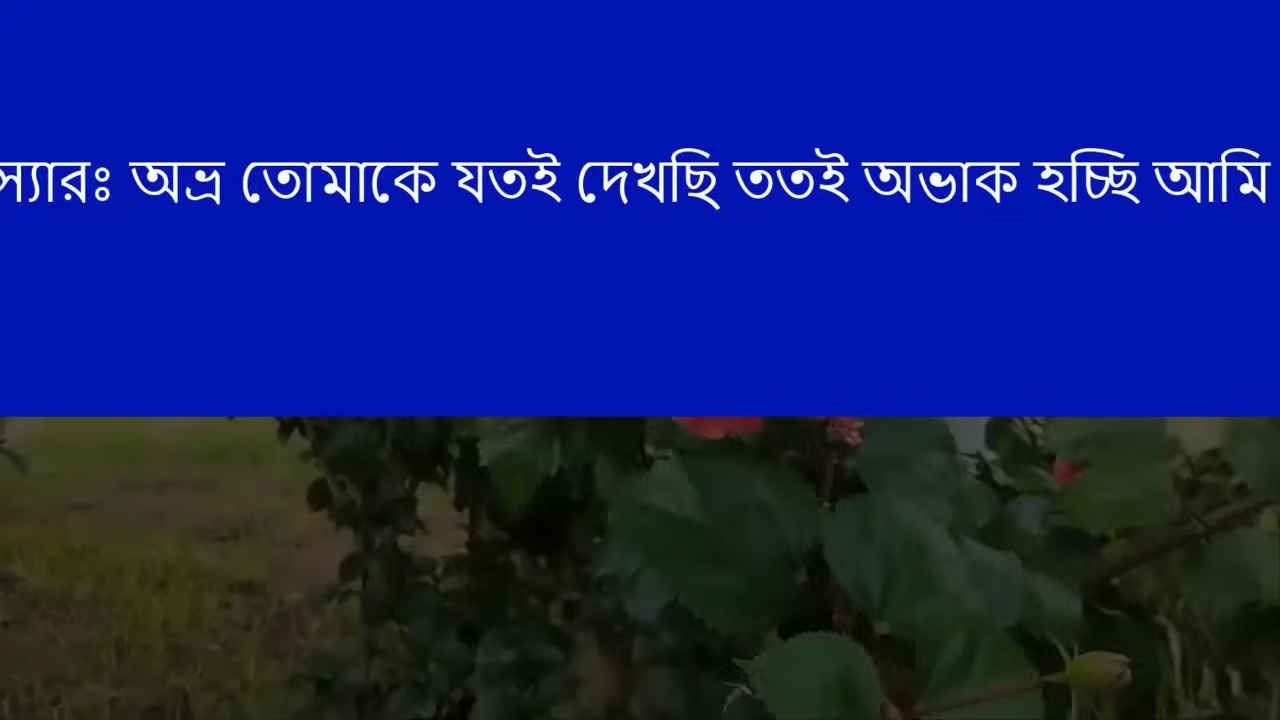 স্যারঃ অভ্র তোমাকে যতই দেখছি ততই অভাক হচ্ছি আমি